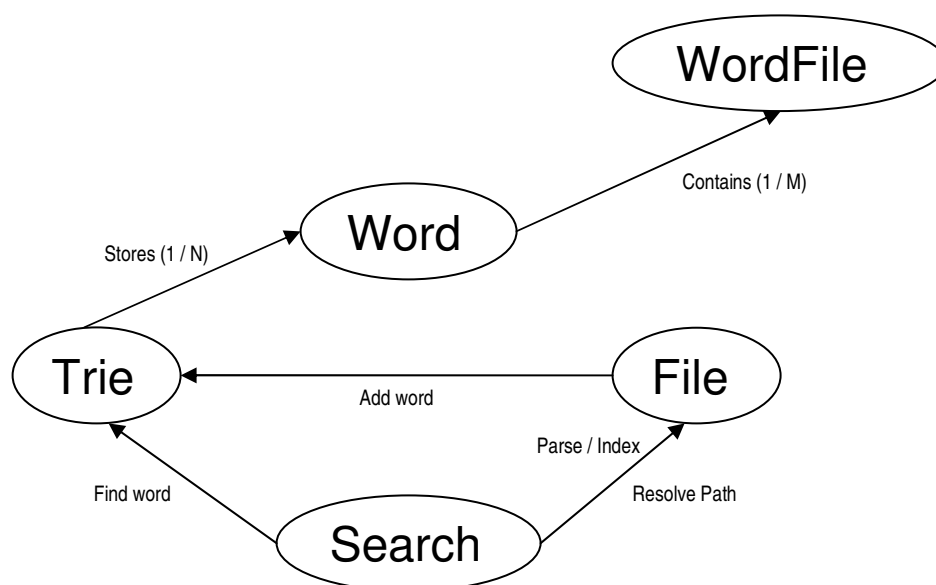 WordFile
Contains (1 / M)
Word
Stores (1 / N)
Trie
File
Add word
Parse / Index
Find word
Resolve Path
Search